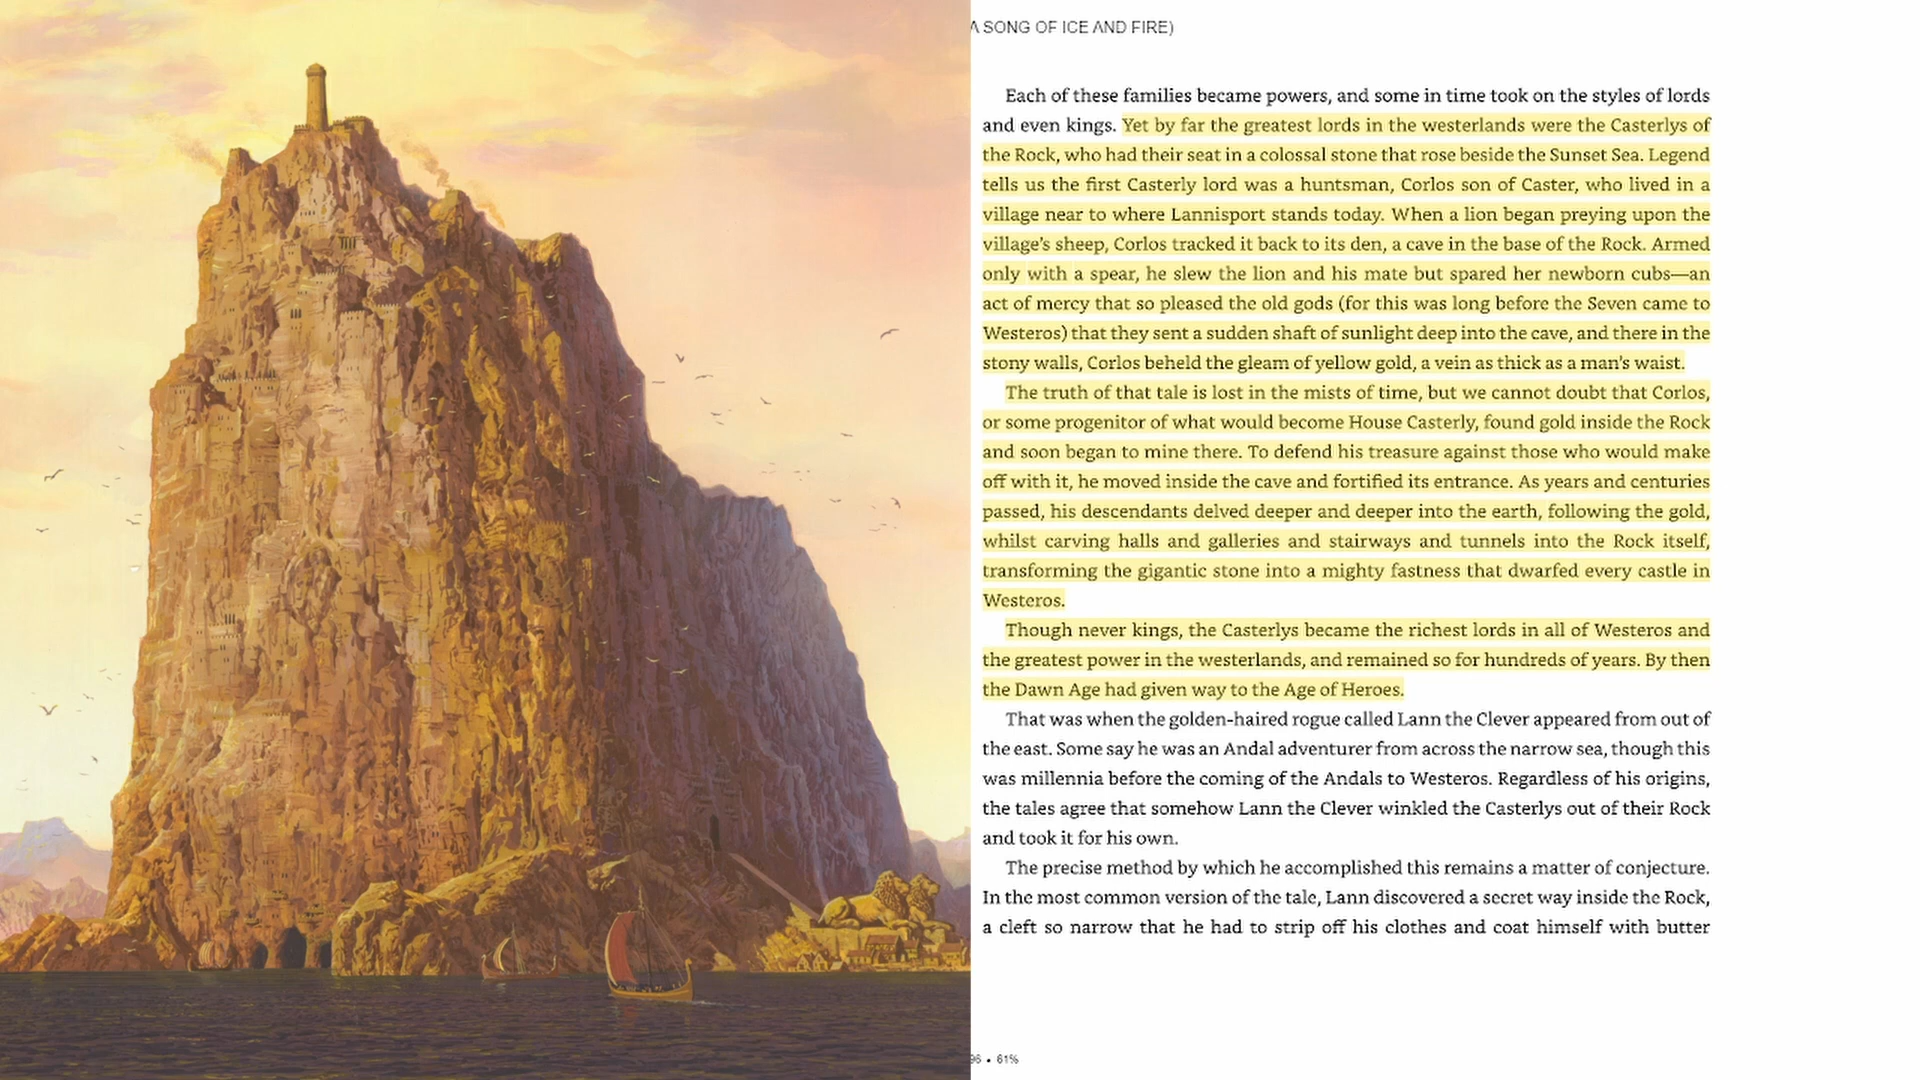 A SONG OF ICE AND FIRE)
Each of these families became powers, and some in time took on the styles of lords
and even kings. Yet by far the greatest lords in the westerlands were the Casterlys of
the Rock, who had their seat in a colossal stone that rose beside the Sunset Sea. Legend
tells us the first Casterly lord was a huntsman, Corlos son of Caster, who lived in a
village near to where Lannisport stands today. When a lion began preying upon the
village’s sheep, Corlos tracked it back to its den, a cave in the base of the Rock. Armed
only with a spear, he slew the lion and his mate but spared her newborn cubs—an
act of mercy that so pleased the old gods (for this was long before the Seven came to
Westeros) that they sent a sudden shaft of sunlight deep into the cave, and there in the
stony walls, Corlos beheld the gleam of yellow gold, a vein as thick as a man’s waist.
The truth of that tale is lost in the mists of time, but we cannot doubt that Corlos,
or some progenitor of what would become House Casterly, found gold inside the Rock
and soon began to mine there. To defend his treasure against those who would make
off with it, he moved inside the cave and fortified its entrance. As years and centuries
passed, his descendants delved deeper and deeper into the earth, following the gold,
whilst carving halls and galleries and stairways and tunnels into the Rock itself,
transforming the gigantic stone into a mighty fastness that dwarfed every castle in
Westeros.
Though never kings, the Casterlys became the richest lords in all of Westeros and
the greatest power in the westerlands, and remained so for hundreds of years. By then
the Dawn Age had given way to the Age of Heroes.
That was when the golden-haired rogue called Lann the Clever appeared from out of
the east. Some say he was an Andal adventurer from across the narrow sea, though this
was millennia before the coming of the Andals to Westeros. Regardless of his origins,
the tales agree that somehow Lann the Clever winkled the Casterlys out of their Rock
and took it for his own.
The precise method by which he accomplished this remains a matter of conjecture.
In the most common version of the tale, Lann discovered a secret way inside the Rock,
a cleft so narrow that he had to strip off his clothes and coat himself with butter
96 • 61%